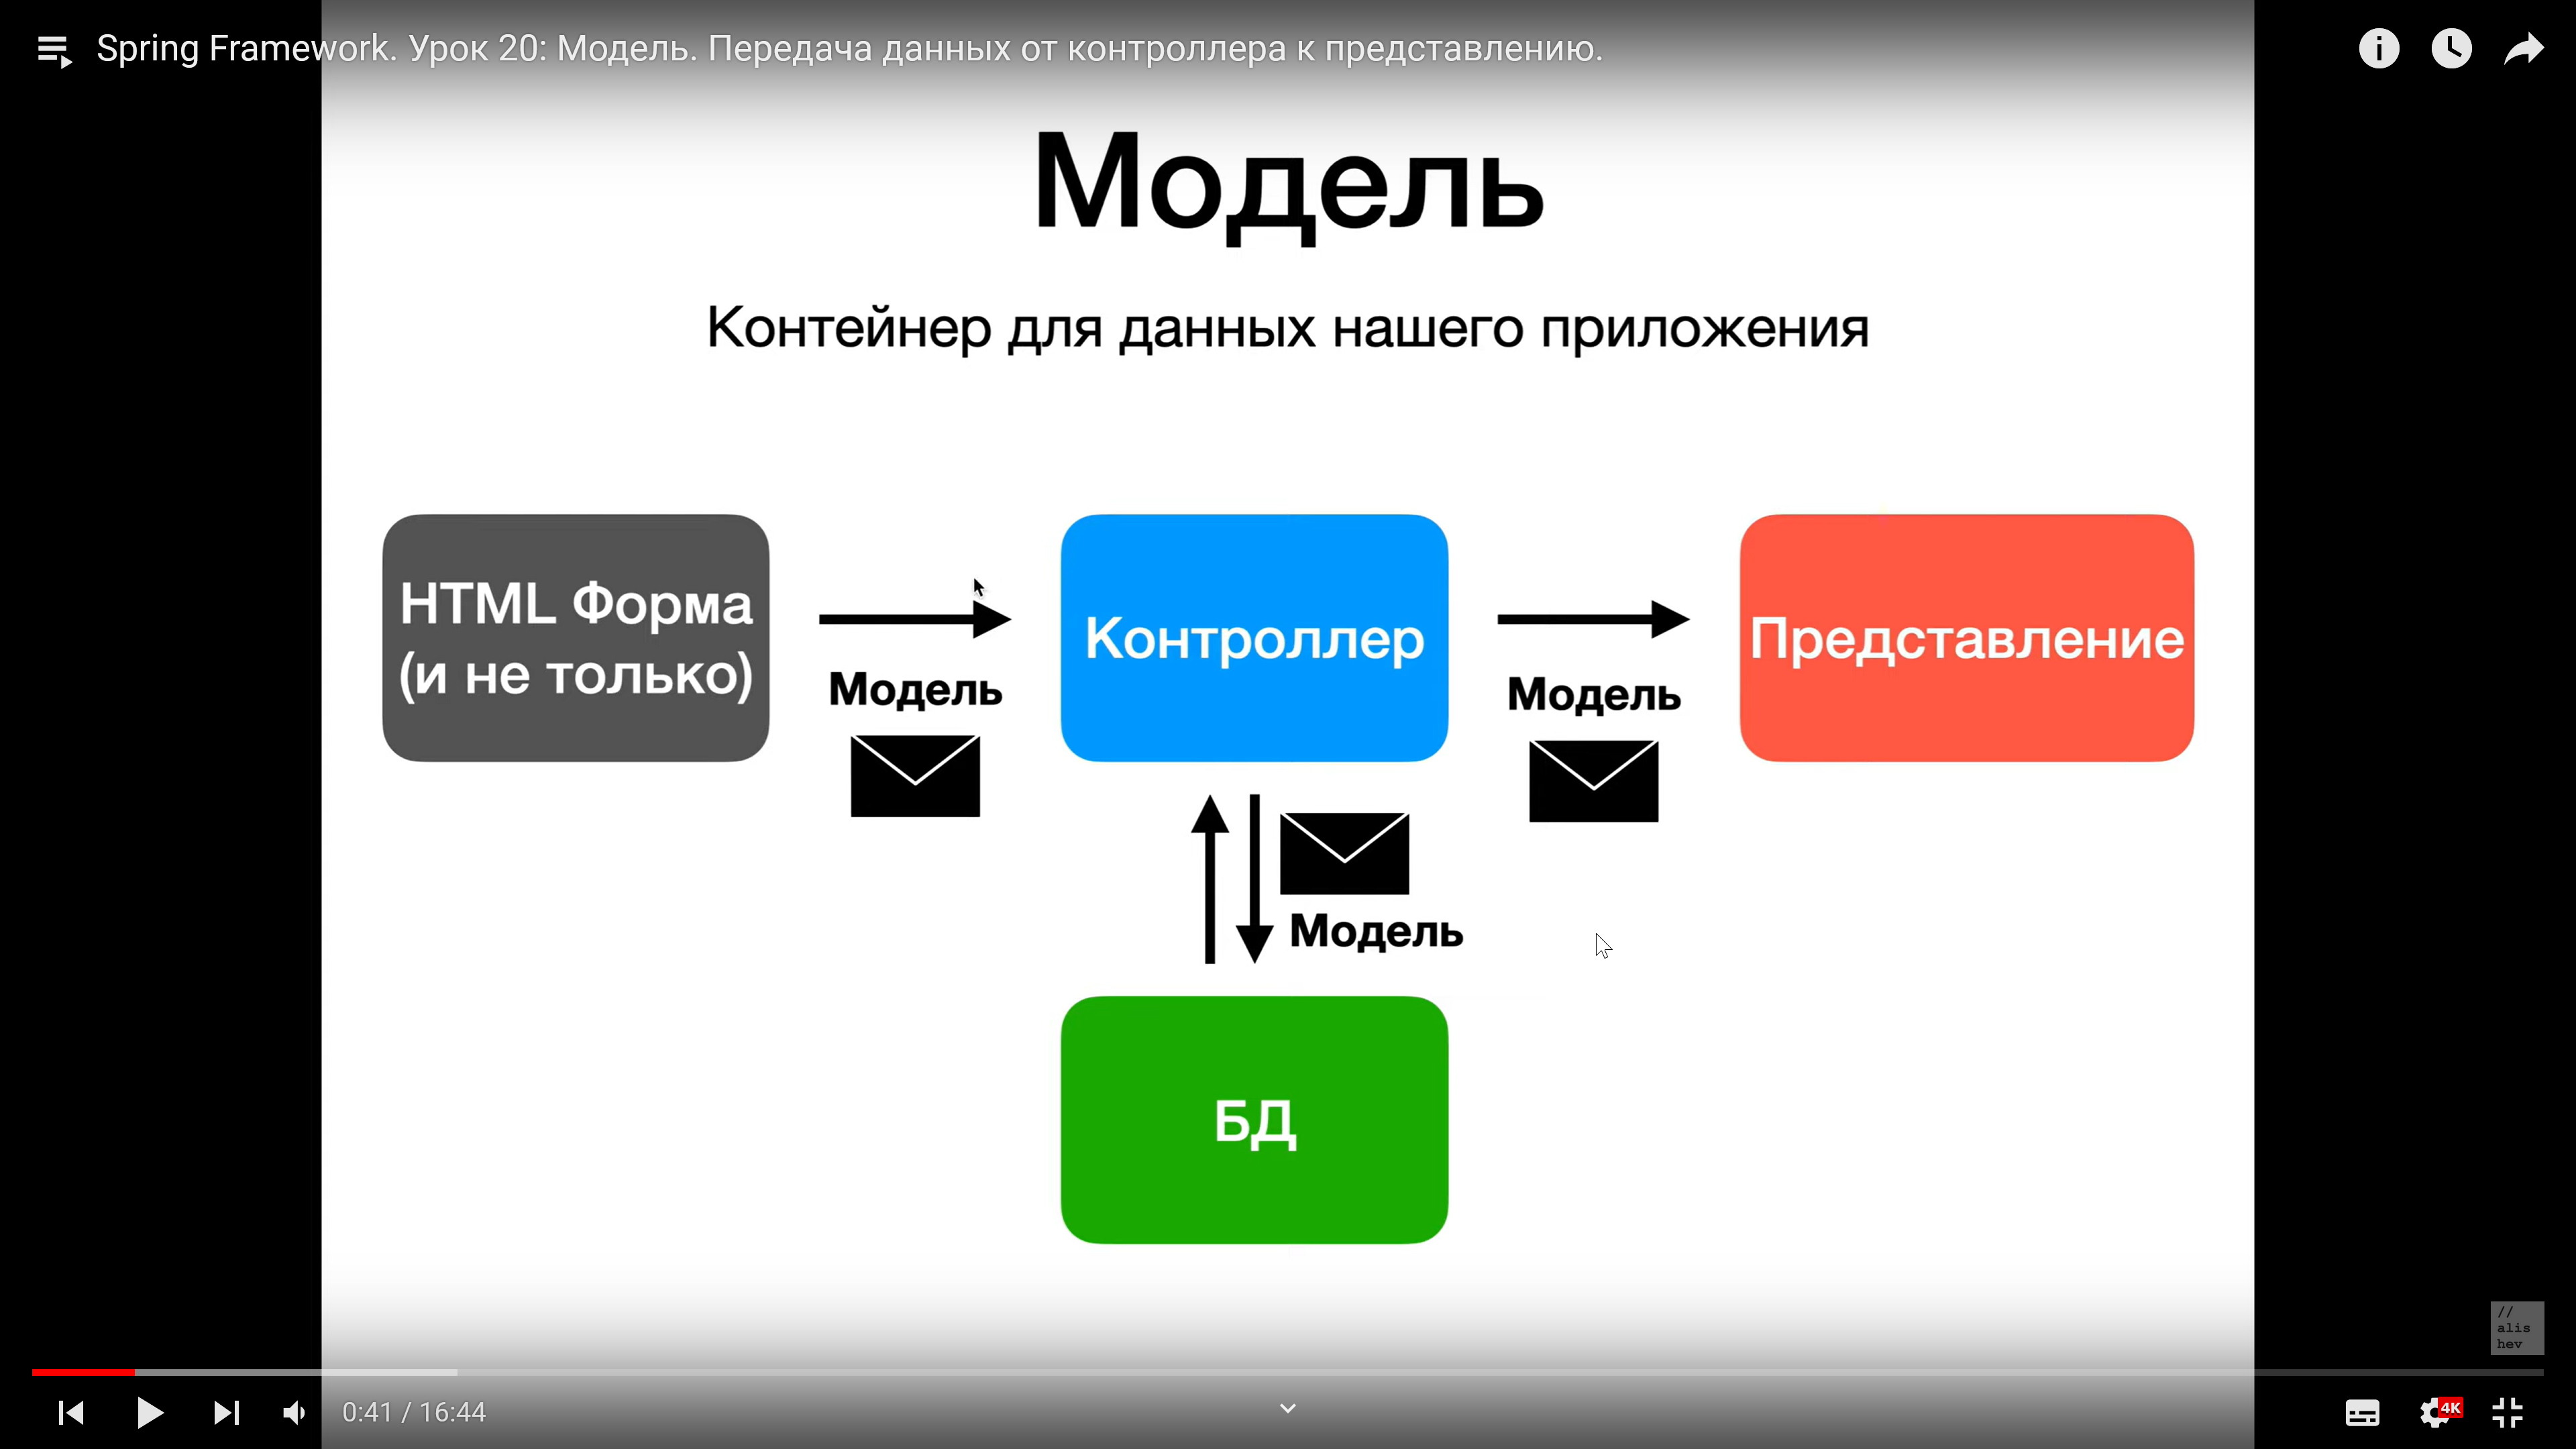 Spring Framework. Урок 20: Модель. Передача данных от контроллера к представлению.
Модель
Контейнер для данных нашего приложения
HTML Форма
(и не только)
Модель
Контроллер
Модель
Представление
Модель
БД
//
alis
hev
0:41 / 16:44
4K